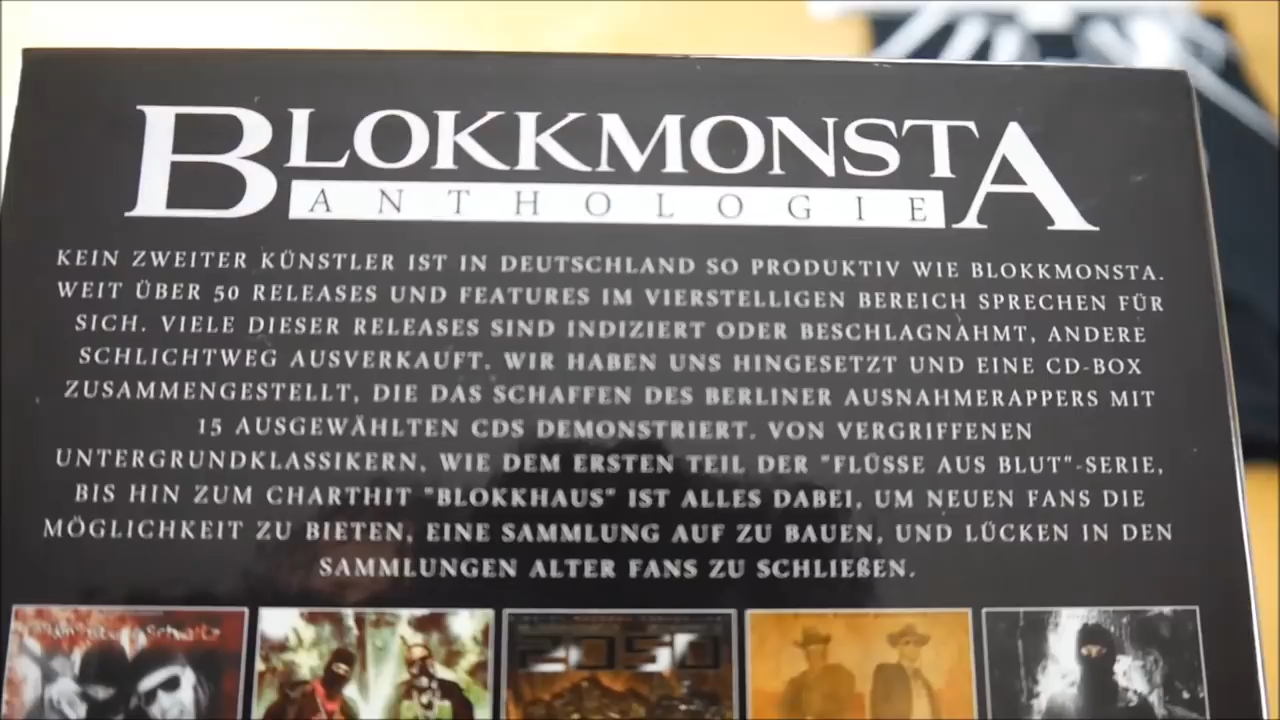 BLOKKMONSTA
ANTHOLOGIE
KEIN ZWEITER KÜNSTLER IST IN DEUTSCHLAND SO PRODUKTIV WIE BLOKKMONSTA.
WEIT ÜBER 50 RELEASES UND FEATURES IM VIERSTELLIGEN BEREICH SPRECHEN FÜR
SICH. VIELE DIESER RELEASES SIND INDIZIERT ODER BESCHLAGNAHMT, ANDERE
SCHLICHTWEG AUSVERKAUFT. WIR HABEN UNS HINGESETZT UND EINE CD-BOX
ZUSAMMENGESTELLT, DIE DAS SCHAFFEN DES BERLINER AUSNAHMERAPPERS MIT
15 AUSGEWÄHLTEN CDS DEMONSTRIERT. VON VERGRIFFENEN
UNTERGRUNDKLASSIKERN, WIE DEM ERSTEN TEIL DER "FLÜSSE AUS BLUT"-SERIE,
BIS HIN ZUM CHARTHIT "BLOKKHAUS" IST ALLES DABEI, UM NEUEN FANS DIE
MÖGLICHKEIT ZU BIETEN, EINE SAMMLUNG AUF ZU BAUEN, UND LÜCKEN IN DEN
SAMMLUNGEN ALTER FANS ZU SCHLIEßEN.
2050